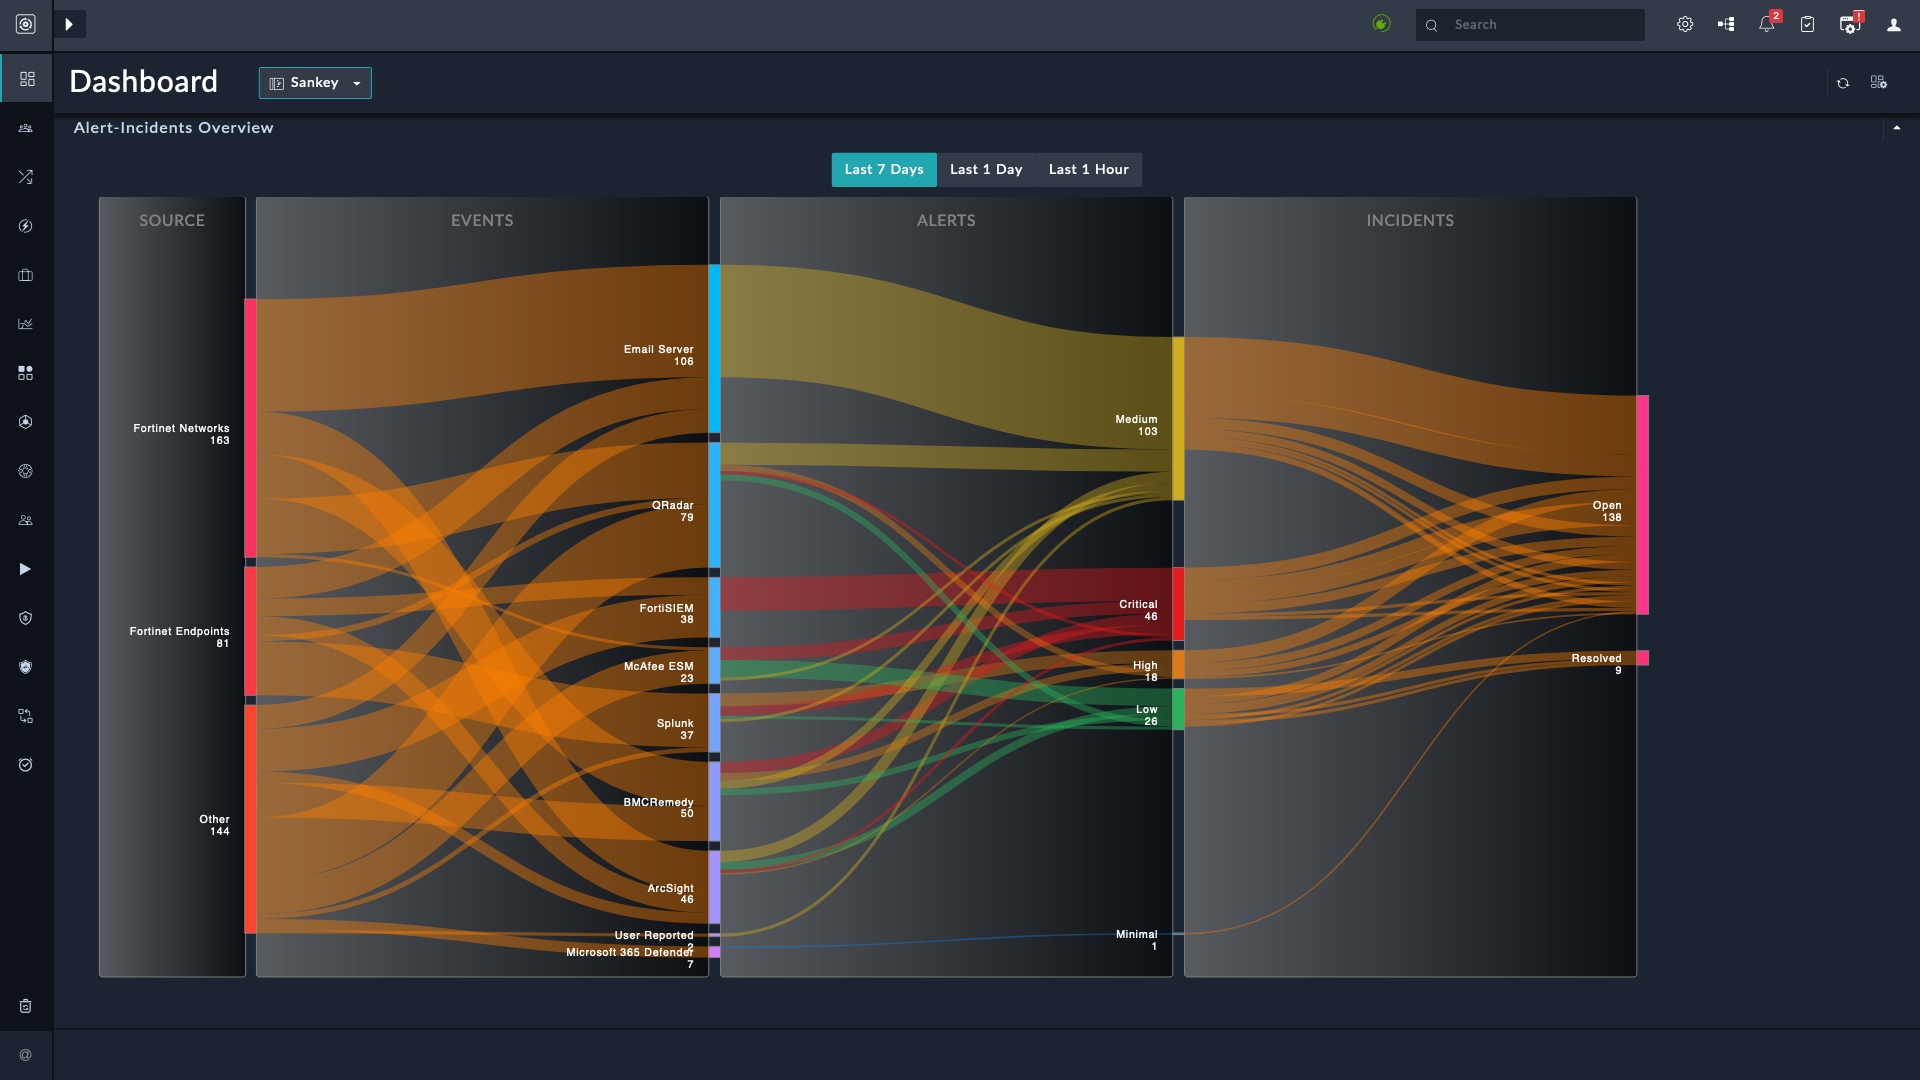 Search
2
!
Dashboard
Sankey
Alert-Incidents Overview
Last 7 Days
Last 1 Day
Last 1 Hour
SOURCE
EVENTS
ALERTS
INCIDENTS
Fortinet Networks
163
Fortinet Endpoints
81
Other
144
Email Server
106
QRadar
79
FortiSIEM
38
McAfee ESM
23
Splunk
37
BMCRemedy
50
ArcSight
46
User Reported
2
Microsoft 365 Defender
7
Medium
103
Critical
46
High
18
Low
26
Minimal
1
Open
138
Resolved
9
@